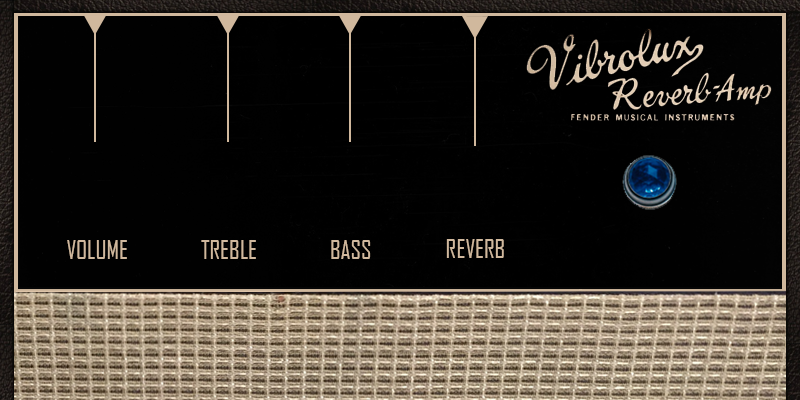 Vibrolux
Reverb-Amp
FENDER MUSICAL INSTRUMENTS
VOLUME TREBLE BASS REVERB